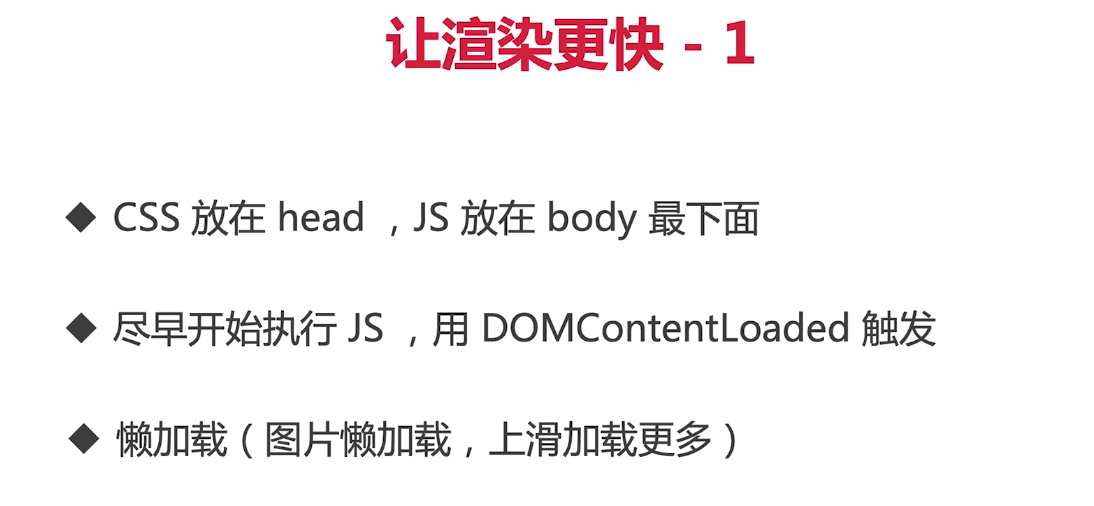 让渲染更快 - 1
◆ CSS 放在 head ，JS 放在 body 最下面
◆ 尽早开始执行 JS ，用 DOMContentLoaded 触发
◆ 懒加载（图片懒加载，上滑加载更多）